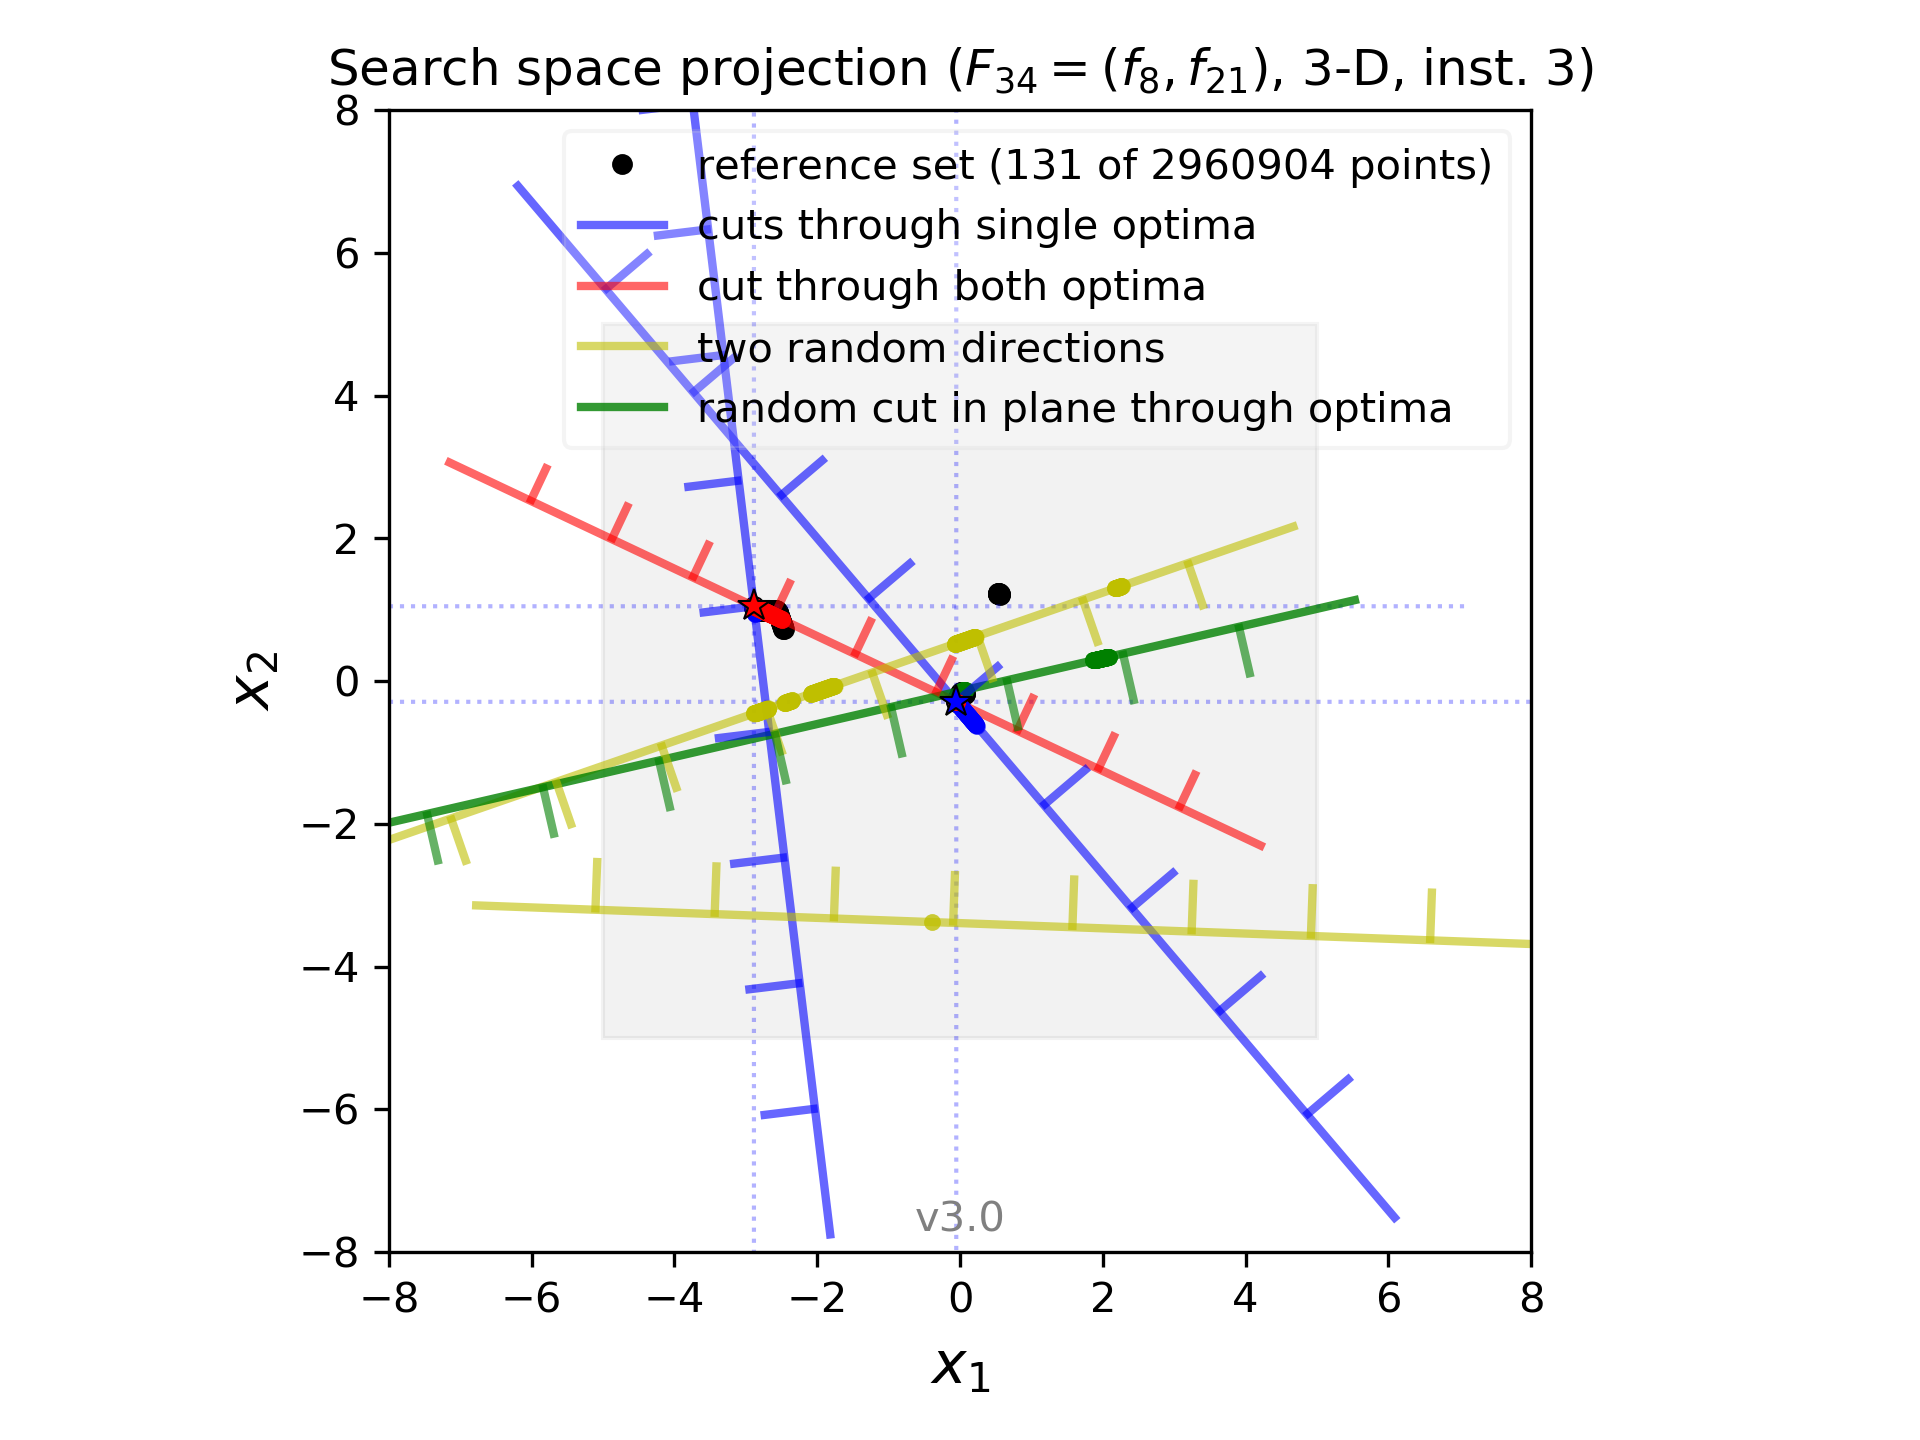 Search space projection (F34 = (f8, f21), 3-D, inst. 3)
8
6
4
2
0
−2
−4
−6
−8
x2
reference set (131 of 2960904 points)
cuts through single optima
cut through both optima
two random directions
random cut in plane through optima
v3.0
−8 −6 −4 −2 0 2 4 6 8
x1